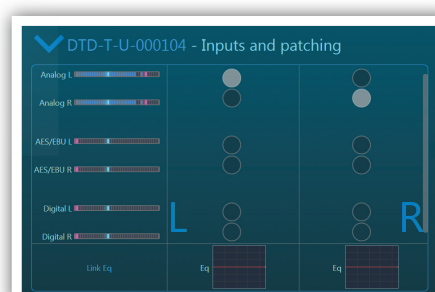 DTD-T-U-000104 - Inputs and patching
Analog L
Analog R
AES/EBU L
AES/EBU R
Digital L
Digital R
L
R
Link Eq
Eq
Eq